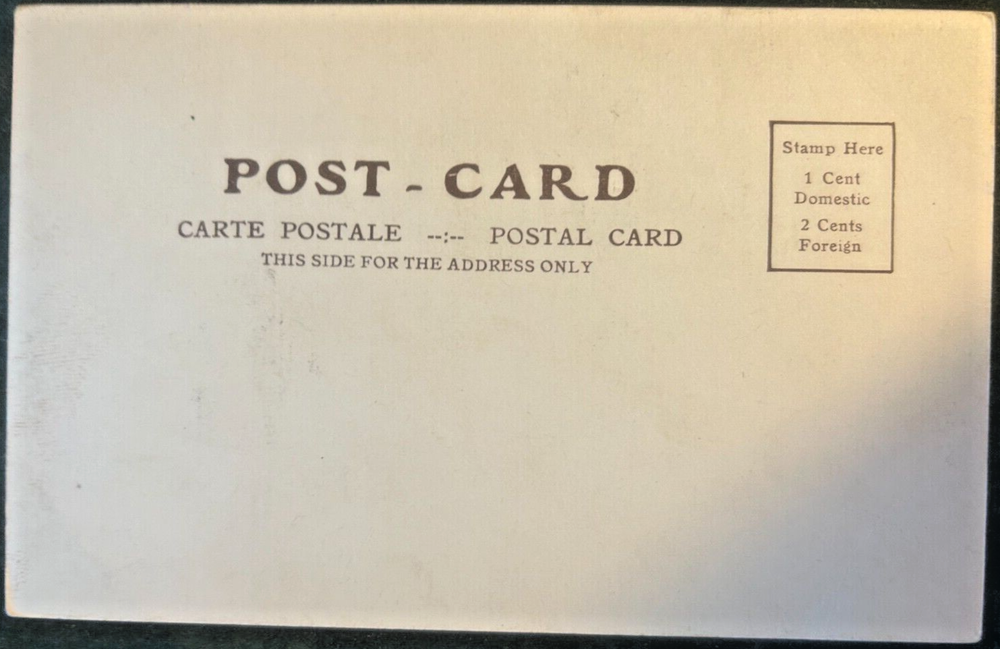 POST - CARD
CARTE POSTALE --:-- POSTAL CARD
THIS SIDE FOR THE ADDRESS ONLY
Stamp Here
1 Cent
Domestic
2 Cents
Foreign